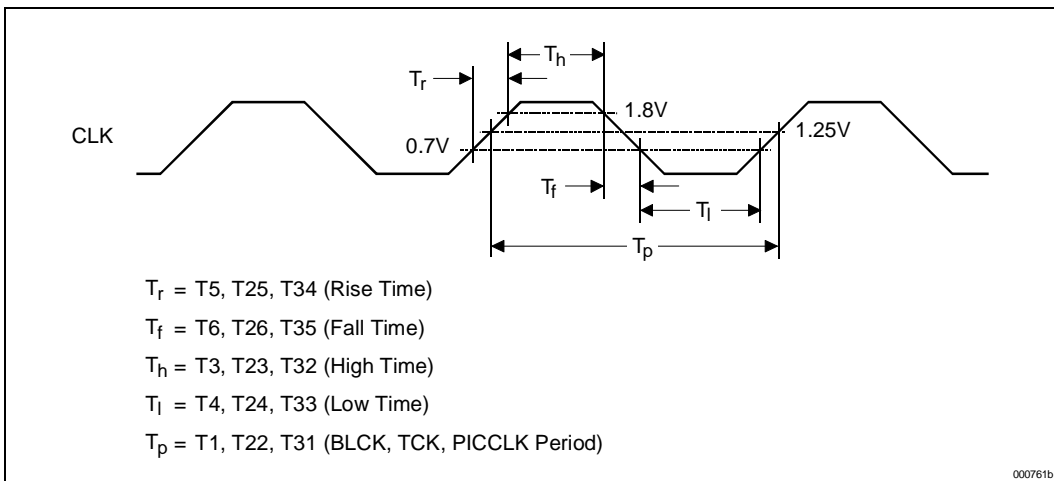 Th
Tr
1.8V
CLK
1.25V
0.7V
Tf
Tl
Tp
Tr = T5, T25, T34 (Rise Time)
Tf = T6, T26, T35 (Fall Time)
Th = T3, T23, T32 (High Time)
Tl = T4, T24, T33 (Low Time)
Tp = T1, T22, T31 (BLCK, TCK, PICCLK Period)
000761b